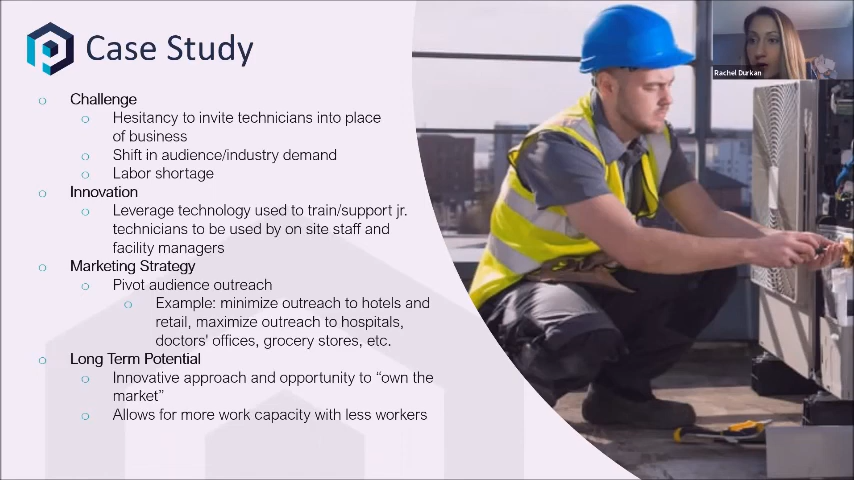 Case Study
Rachel Durkan
Challenge
Hesitancy to invite technicians into place
of business
Shift in audience/industry demand
Labor shortage
Innovation
Leverage technology used to train/support jr.
technicians to be used by on site staff and
facility managers
Marketing Strategy
Pivot audience outreach
Example: minimize outreach to hotels and
retail, maximize outreach to hospitals,
doctors' offices, grocery stores, etc.
Long Term Potential
Innovative approach and opportunity to “own the
market”
Allows for more work capacity with less workers